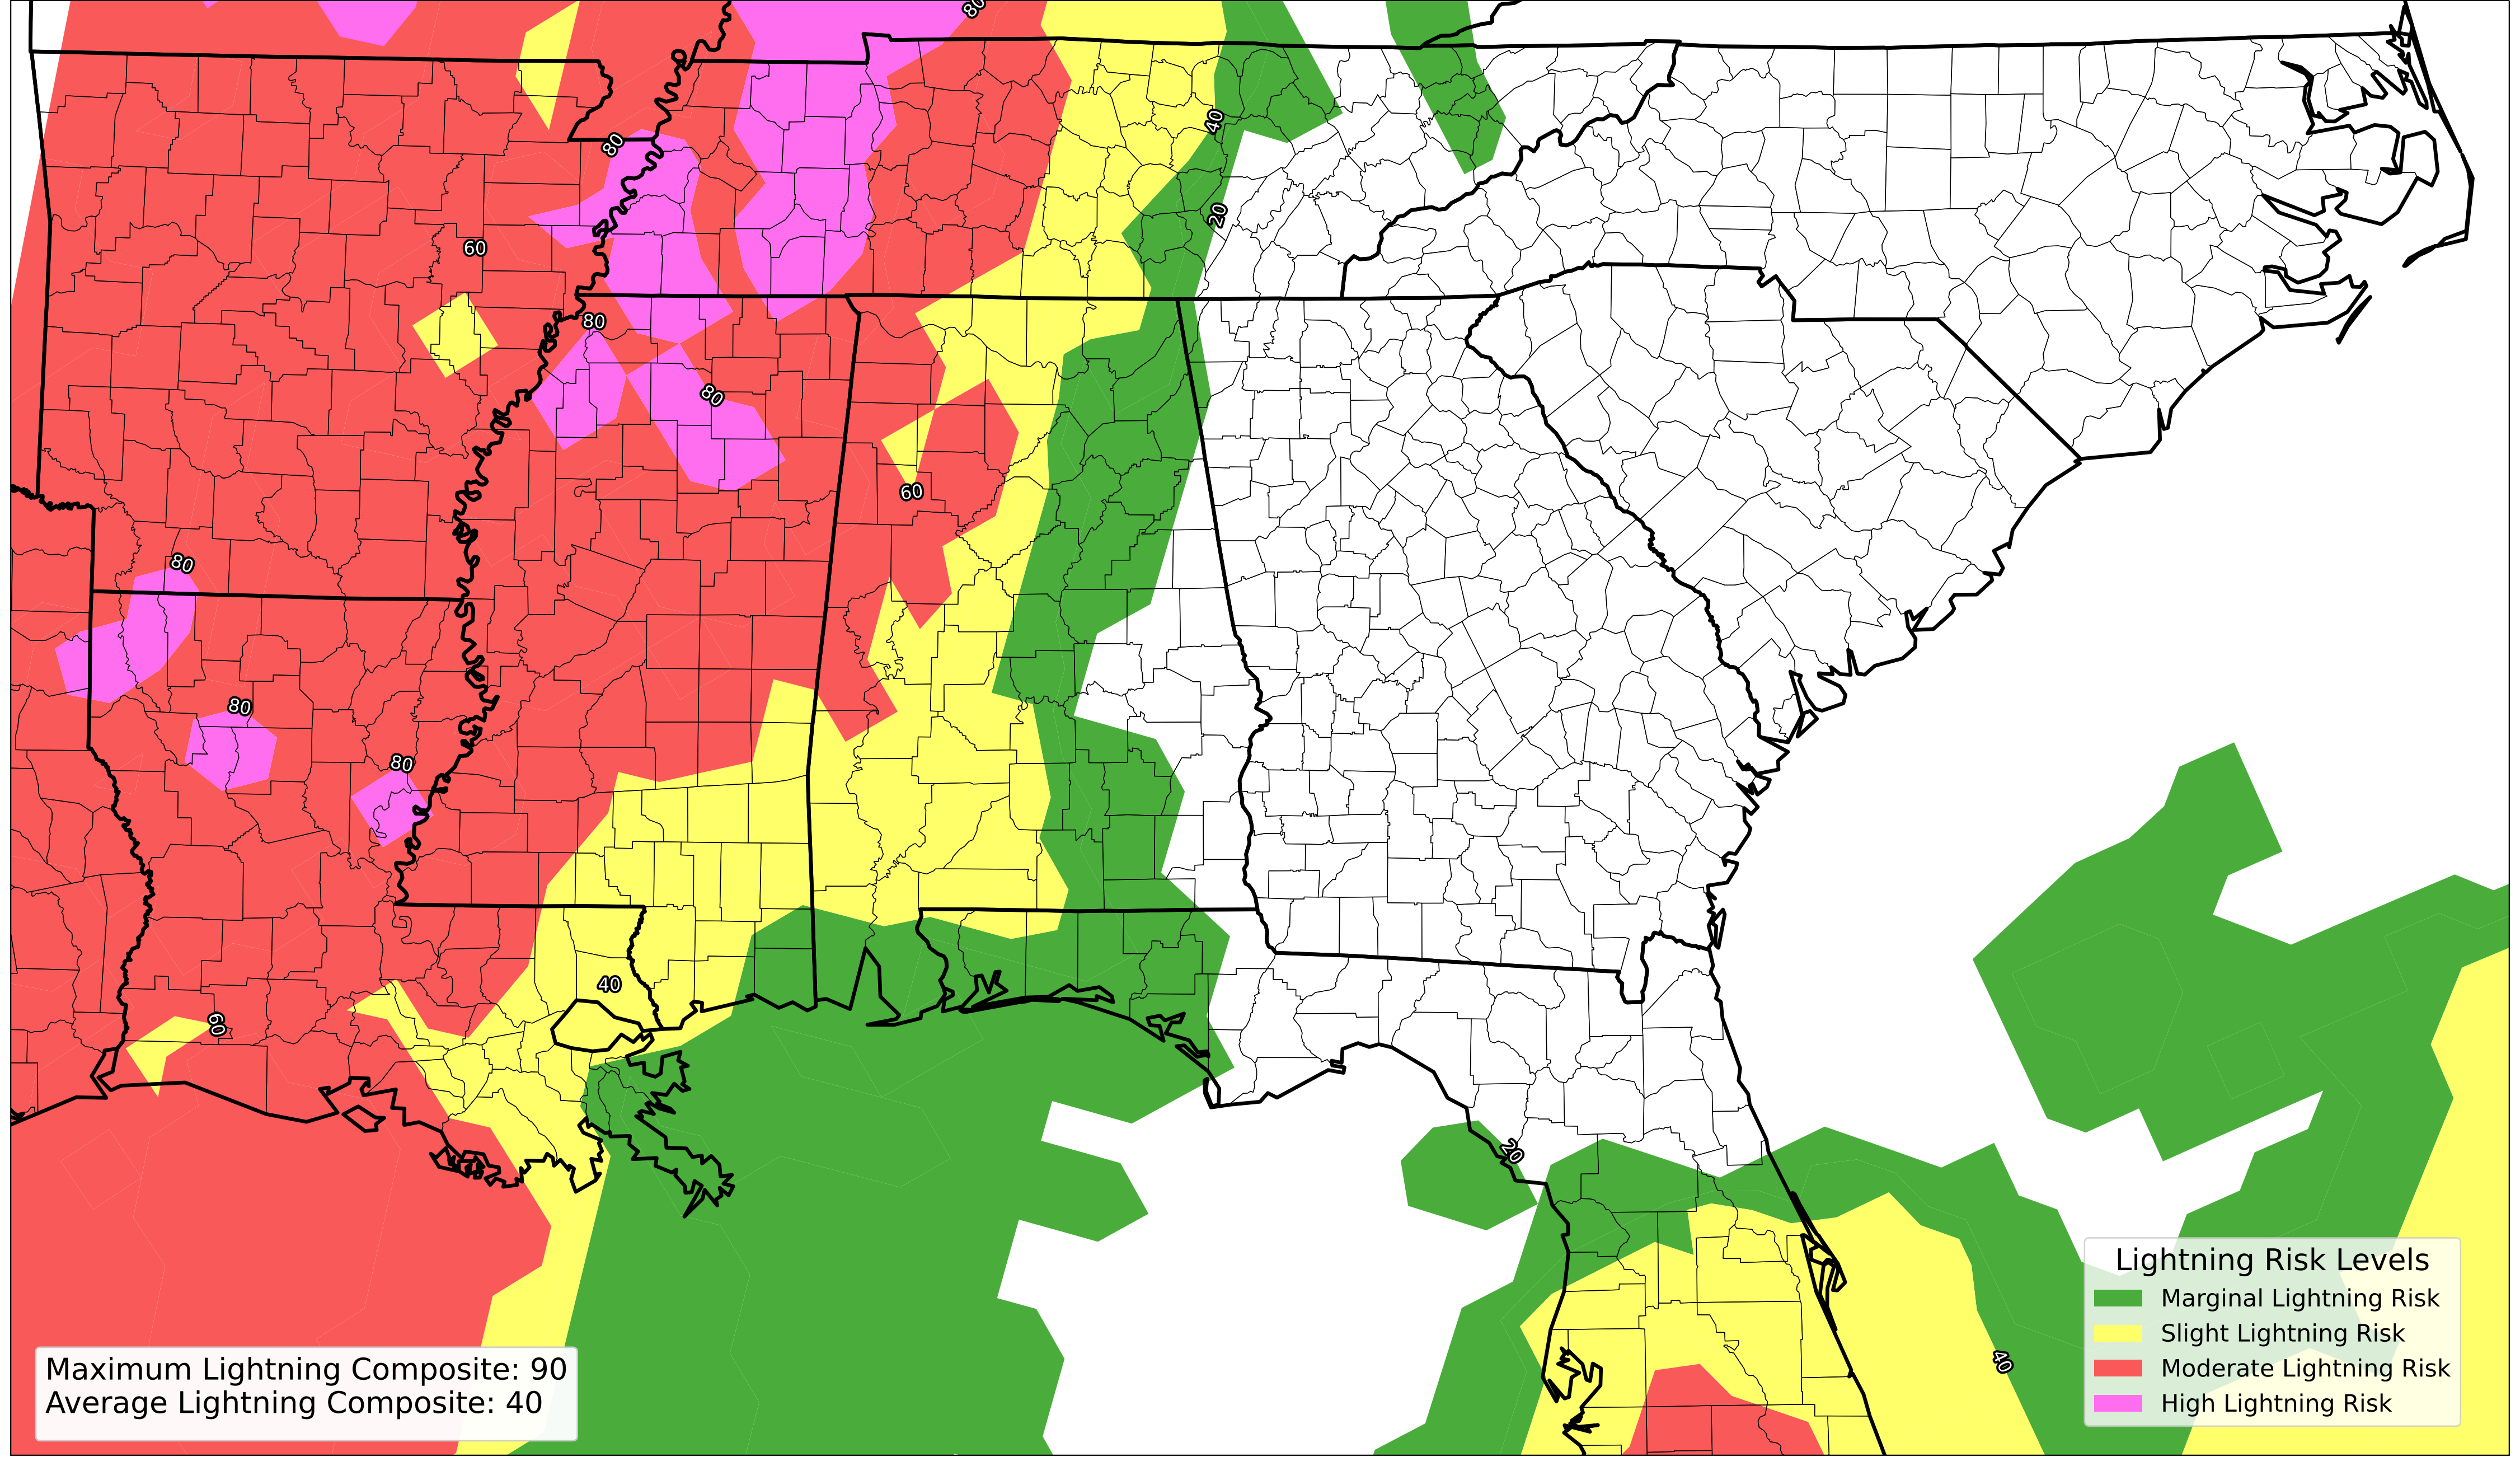 80
40
80
20
60
80
80
60
80
80
80
40
60
20
40
Lightning Risk Levels
Marginal Lightning Risk
Slight Lightning Risk
Moderate Lightning Risk
High Lightning Risk
Maximum Lightning Composite: 90
Average Lightning Composite: 40